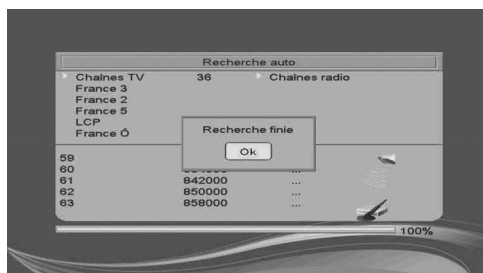 Recherche auto
Chaînes TV 36 Chaînes radio
France 3
France 2
France 5
LCP
France Ô
Recherche finie
Ok
59
60
61 842000 ...
62 850000 ...
63 858000 ...
100%